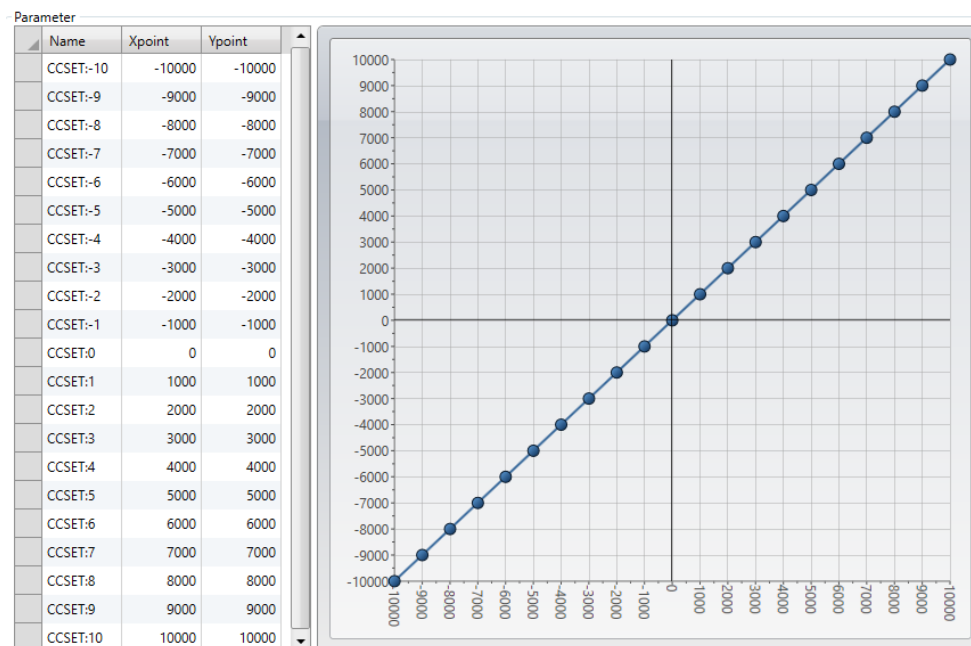 Parameter
Name Xpoint Ypoint
CCSET:-10 -10000 -10000
CCSET:-9 -9000 -9000
CCSET:-8 -8000 -8000
CCSET:-7 -7000 -7000
CCSET:-6 -6000 -6000
CCSET:-5 -5000 -5000
CCSET:-4 -4000 -4000
CCSET:-3 -3000 -3000
CCSET:-2 -2000 -2000
CCSET:-1 -1000 -1000
CCSET:0 0 0
CCSET:1 1000 1000
CCSET:2 2000 2000
CCSET:3 3000 3000
CCSET:4 4000 4000
CCSET:5 5000 5000
CCSET:6 6000 6000
CCSET:7 7000 7000
CCSET:8 8000 8000
CCSET:9 9000 9000
CCSET:10 10000 10000
10000
9000
8000
7000
6000
5000
4000
3000
2000
1000
0
-1000
-2000
-3000
-4000
-5000
-6000
-7000
-8000
-9000
-10000
-10000 -9000 -8000 -7000 -6000 -5000 -4000 -3000 -2000 -1000 0 1000 2000 3000 4000 5000 6000 7000 8000 9000 10000